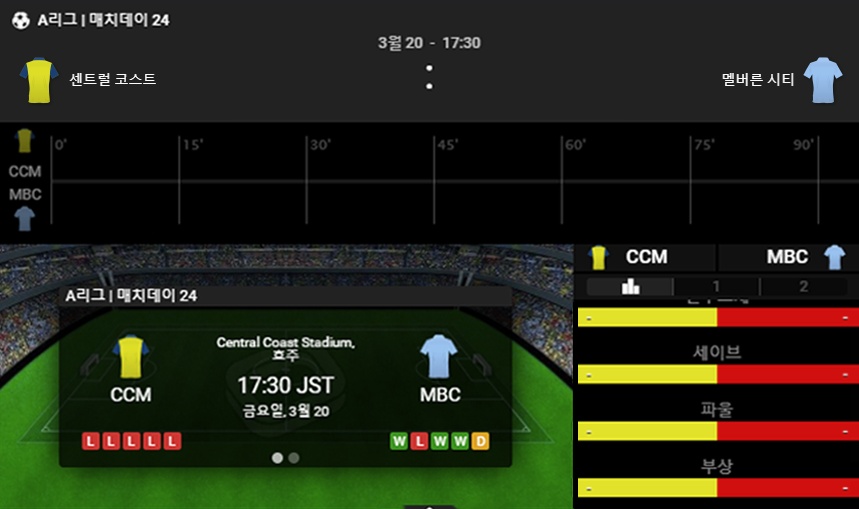 A리그 | 매치데이 24
3월 20 - 17:30
센트럴 코스트
:
멜버른 시티
0'
15'
30'
45'
60'
75'
90'
CCM
MBC
A리그 | 매치데이 24
Central Coast Stadium,
호주
17:30 JST
금요일, 3월 20
CCM
MBC
L L L L L
W L W W D
CCM
MBC
1
2
- -
세이브
- -
파울
- -
부상
- -